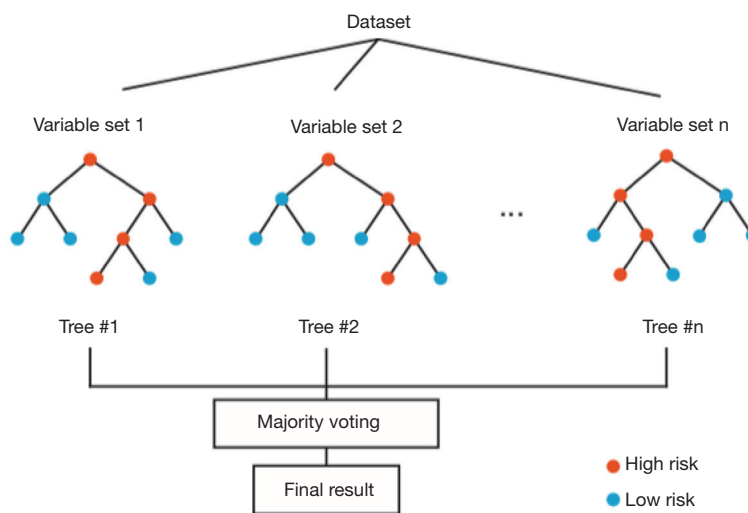 Dataset
Variable set 1
Variable set 2
Variable set n
...
Tree #1
Tree #2
Tree #n
Majority voting
Final result
High risk
Low risk